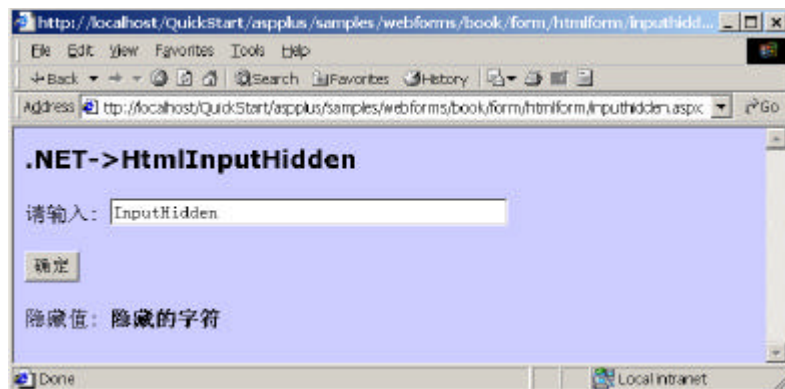 http://localhost/QuickStart/aspplus/samples/webforms/book/form/htmlform/inputhidd...
File Edit View Favorites Tools Help
Back Search Favorites History
Address ttp://localhost/QuickStart/aspplus/samples/webforms/book/form/htmlform/inputhidden.aspx Go
.NET->HtmlInputHidden
请输入: InputHidden
确定
隐藏值: 隐藏的字符
Done Local intranet